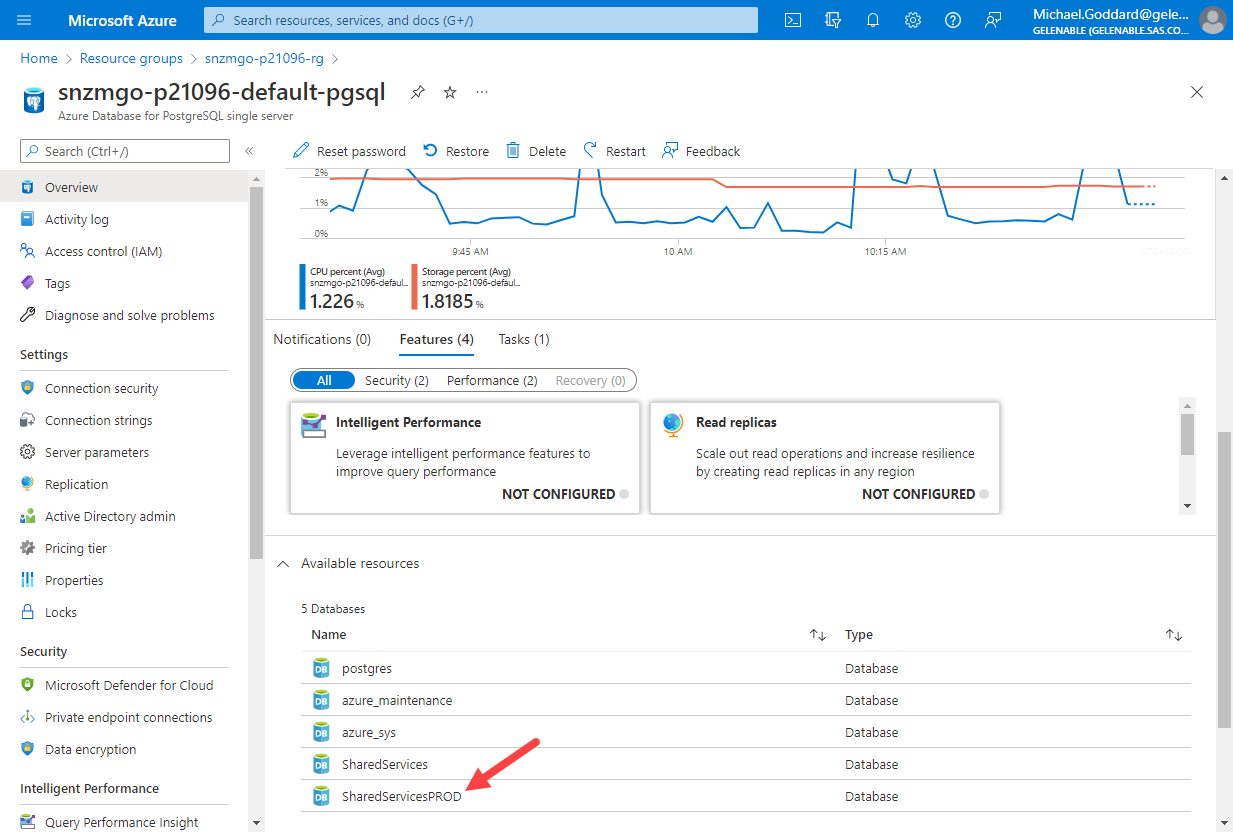 Microsoft Azure
Search resources, services, and docs (G+/)
Michael.Goddard@gele...
GELENABLE (GELENABLE.SAS.CO...
Home > Resource groups > snzmgo-p21096-rg >
snzmgo-p21096-default-pgsql
Azure Database for PostgreSQL single server
Search (Ctrl+/)
Overview
Activity log
Access control (IAM)
Tags
Diagnose and solve problems
Settings
Connection security
Connection strings
Server parameters
Replication
Active Directory admin
Pricing tier
Properties
Locks
Security
Microsoft Defender for Cloud
Private endpoint connections
Data encryption
Intelligent Performance
Query Performance Insight
Reset password Restore Delete Restart Feedback
2%
1%
0%
9:45 AM 10 AM 10:15 AM
CPU percent (Avg)
snzmgo-p21096-defaul...
1.226 %
Storage percent (Avg)
snzmgo-p21096-defaul...
1.8185 %
Notifications (0) Features (4) Tasks (1)
All Security (2) Performance (2) Recovery (0)
Intelligent Performance
Leverage intelligent performance features to
improve query performance
NOT CONFIGURED
Read replicas
Scale out read operations and increase resilience
by creating read replicas in any region
NOT CONFIGURED
Available resources
5 Databases
Name Type
DB postgres Database
DB azure_maintenance Database
DB azure_sys Database
DB SharedServices Database
DB SharedServicesPROD Database